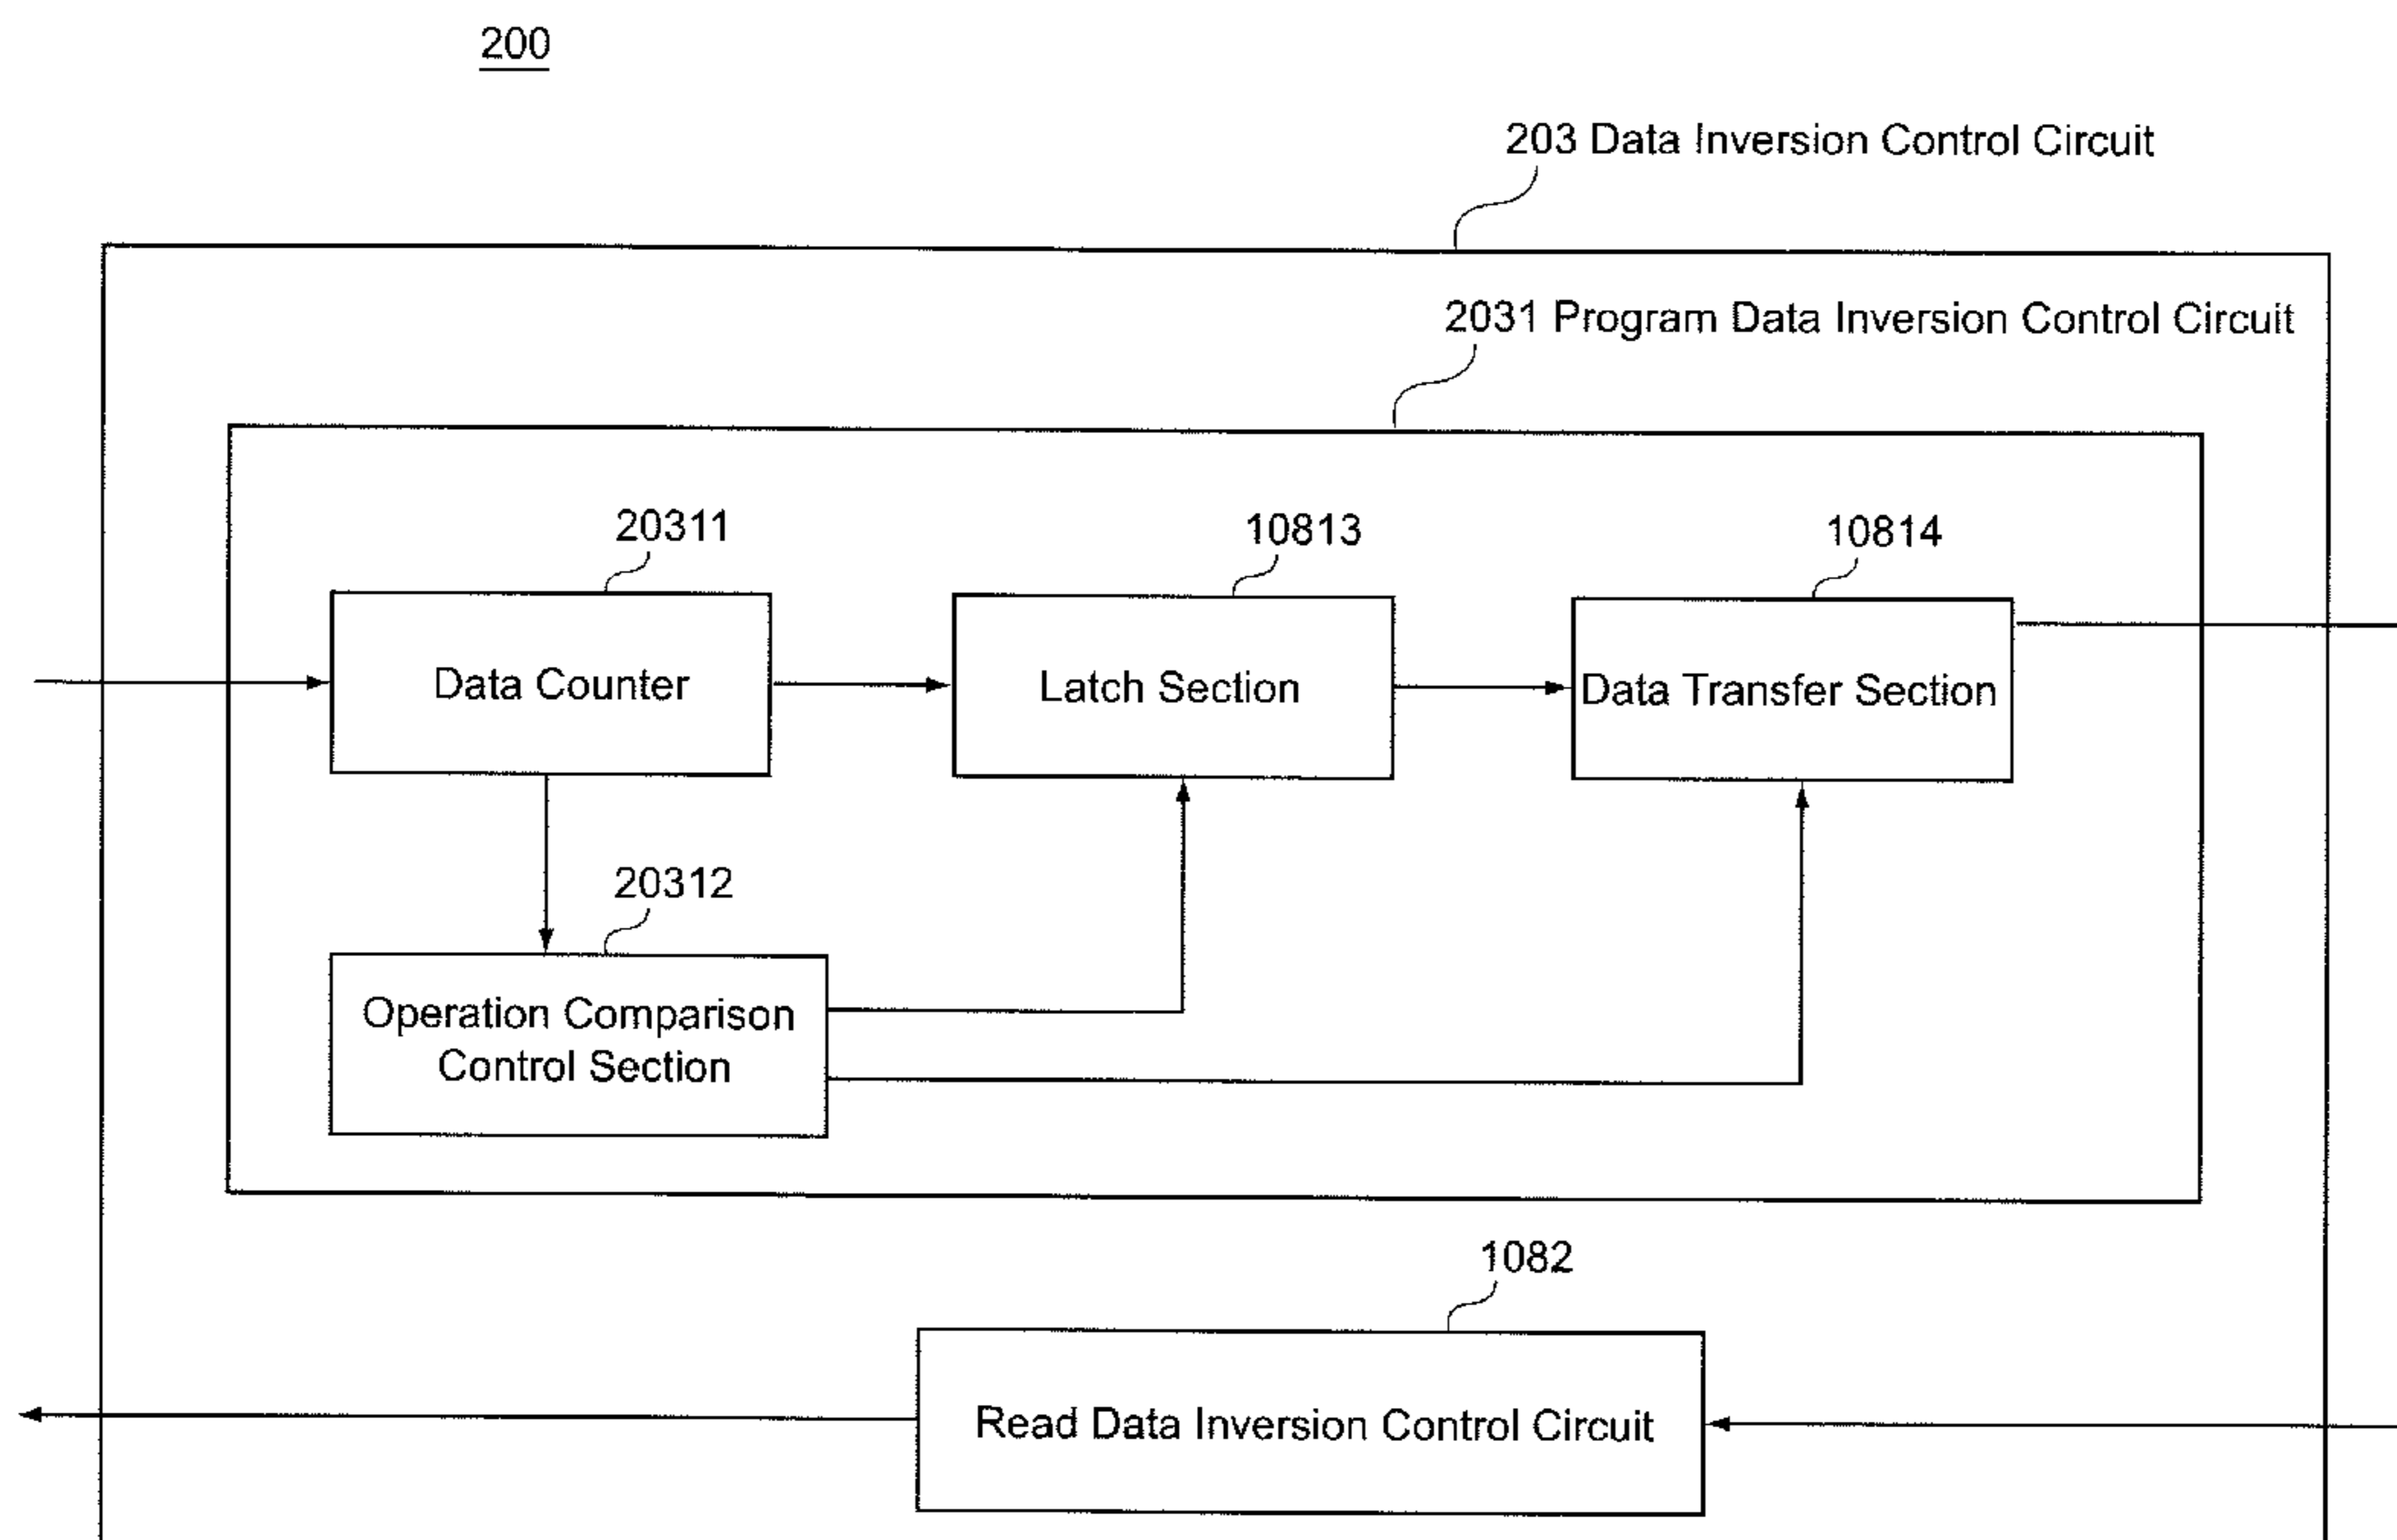 200
203 Data Inversion Control Circuit
2031 Program Data Inversion Control Circuit
20311
10813
10814
Data Counter
Latch Section
Data Transfer Section
20312
Operation Comparison
Control Section
1082
Read Data Inversion Control Circuit